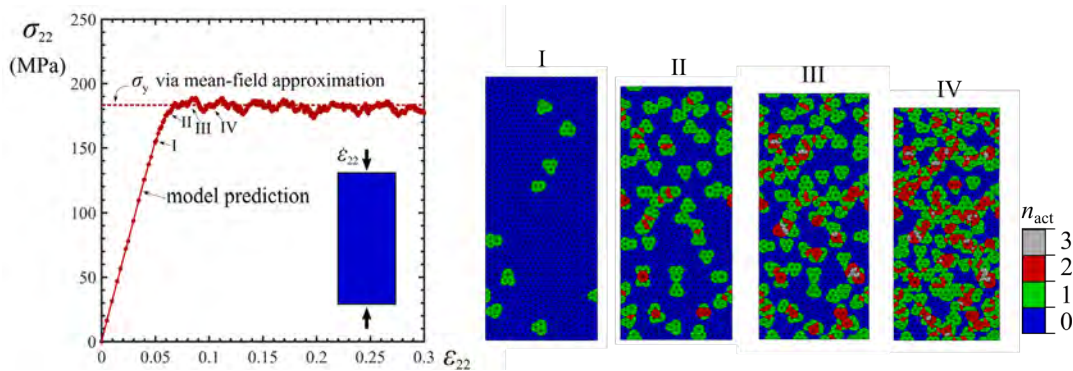 σ₂₂
(MPa)
250
200
150
100
50
0
σ_y via mean-field approximation
I
II
III
IV
model prediction
ε̇₂₂
0
0.05
0.1
0.15
0.2
0.25
0.3
ε₂₂
I
II
III
IV
n_act
3
2
1
0